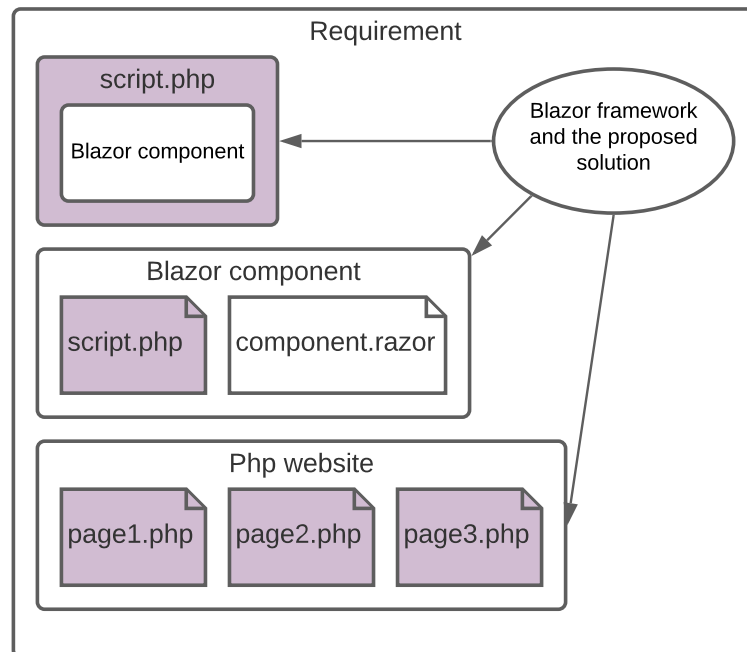 Requirement
script.php
Blazor component
Blazor framework
and the proposed
solution
Blazor component
script.php
component.razor
Php website
page1.php
page2.php
page3.php